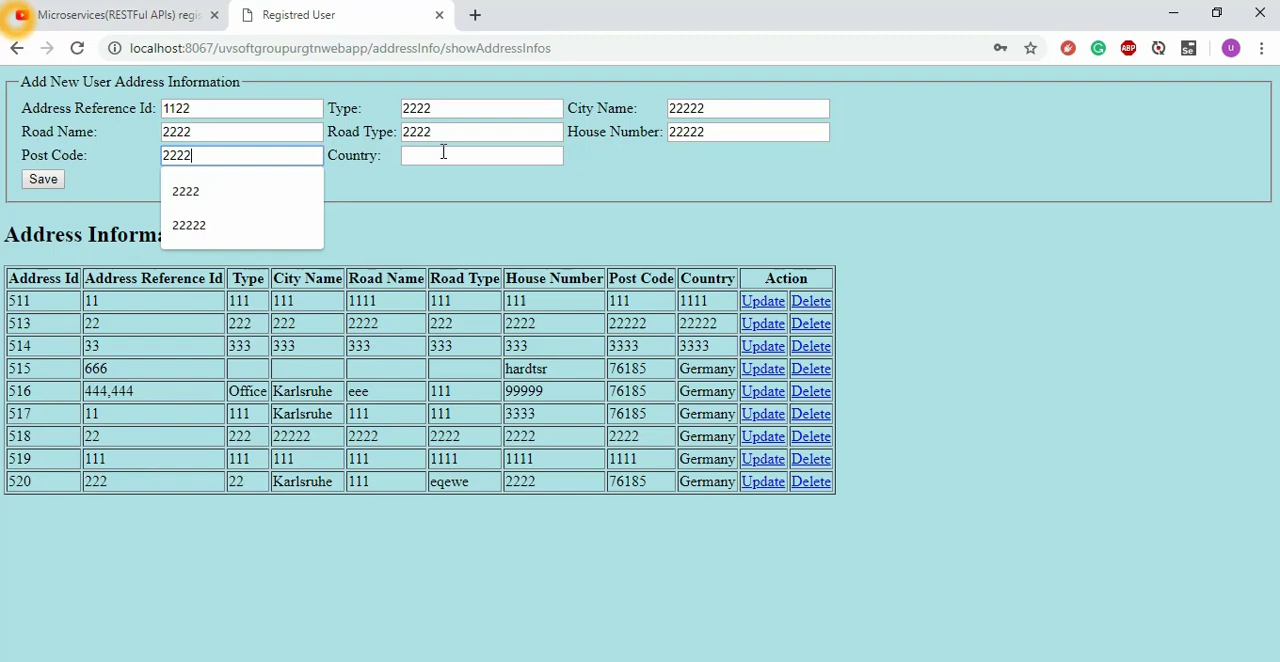 Microservices(RESTFul APIs) regis
Registred User
localhost:8067/uvsoftgroupurgtnwebapp/addressInfo/showAddressInfos
ABP
Se
U
Add New User Address Information
Address Reference Id: 1122 Type: 2222 City Name: 22222
Road Name: 2222 Road Type: 2222 House Number: 22222
Post Code: 2222 Country:
Save
2222
22222
Address Informa
Address Id Address Reference Id Type City Name Road Name Road Type House Number Post Code Country Action
511 11 111 111 1111 111 111 111 1111 Update Delete
513 22 222 222 2222 222 2222 22222 22222 Update Delete
514 33 333 333 333 333 333 3333 3333 Update Delete
515 666 hardtsr 76185 Germany Update Delete
516 444,444 Office Karlsruhe eee 111 99999 76185 Germany Update Delete
517 11 111 Karlsruhe 111 111 3333 76185 Germany Update Delete
518 22 222 22222 2222 2222 2222 2222 Germany Update Delete
519 111 111 111 111 1111 1111 1111 Germany Update Delete
520 222 22 Karlsruhe 111 eqewe 2222 76185 Germany Update Delete